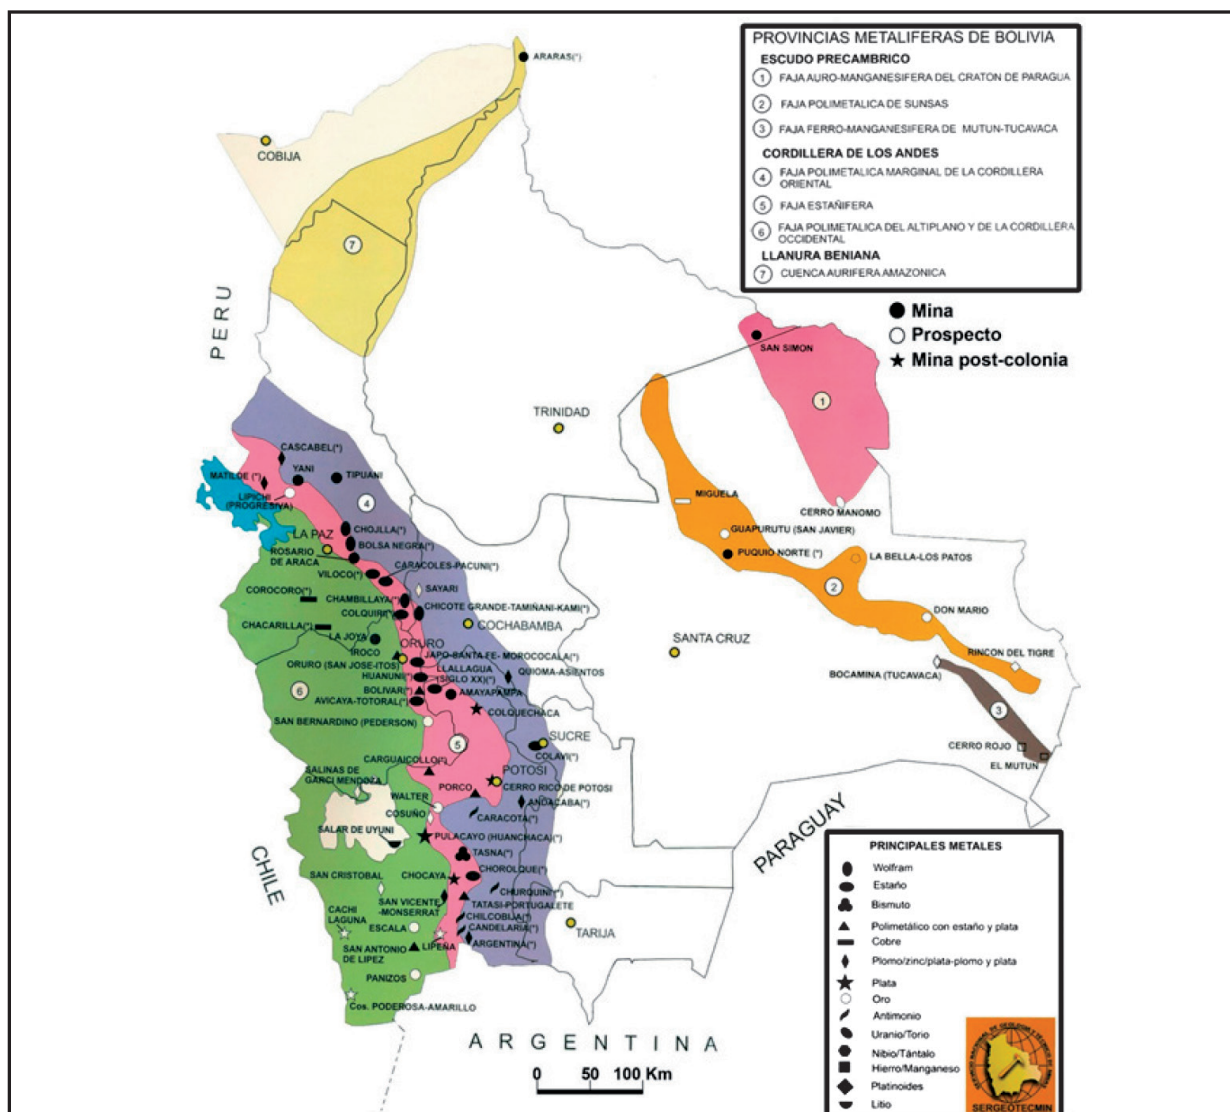 PROVINCIAS METALIFERAS DE BOLIVIA
ESCUDO PRECAMBRICO
1 FAJA AURO-MANGANESIFERA DEL CRATON DE PARAGUA
2 FAJA POLIMETALICA DE SUNSAS
3 FAJA FERRO-MANGANESIFERA DE MUTUN-TUCAVACA
CORDILLERA DE LOS ANDES
4 FAJA POLIMETALICA MARGINAL DE LA CORDILLERA
ORIENTAL
5 FAJA ESTAÑIFERA
6 FAJA POLIMETALICA DEL ALTIPLANO Y DE LA CORDILLERA
OCCIDENTAL
LLANURA BENIANA
7 CUENCA AURIFERA AMAZONICA
Mina
Prospecto
Mina post-colonia
ARARAS(*)
COBIJA
7
PERU
SAN SIMON
1
TRINIDAD
CASCABEL(*)
MATILDE (*)
YANI
TIPUANI
LIPICHI
(PROGRESIVA)
4
MIGUELA
CERRO MANOMO
CHOJLLA(*)
GUAPURUTU (SAN JAVIER)
LA PAZ
BOLSA NEGRA(*)
ROSARIO
DE ARACA
PUQUIO NORTE (*)
LA BELLA-LOS PATOS
CARACOLES-PACUNI(*)
VILOCO(*)
SAYARI
2
COROCORO(*)
CHAMBILLAYA(*)
CHICOTE GRANDE-TAMIÑANI-KAMI(*)
COLQUIRI(*)
DON MARIO
CHACARILLA(*)
COCHABAMBA
LA JOYA
SANTA CRUZ
IROCO
ORURO
RINCON DEL TIGRE
ORURO (SAN JOSE-ITOS)
JAPO-SANTA-FE- MOROCOCALA(*)
BOCAMINA (TUCAVACA)
HUANUNI(*)
LLALLAGUA
(SIGLO XX)(*)
QUIOMA-ASIENTOS
BOLIVAR(*)
AMAYAPAMPA
6
AVICAYA-TOTORAL(*)
COLQUECHACA
3
SAN BERNARDINO (PEDERSON)
SUCRE
5
COLAVI(*)
CERRO ROJO
CARGUAICOLLO(*)
EL MUTUN
SALINAS DE
GARCI MENDOZA
POTOSI
CERRO RICO DE POTOSI
PORCO
WALTER
ANDACABA(*)
COSUÑO
CARACOTA(*)
SALAR DE UYUNI
PULACAYO (HUANCHACA)(*)
PARAGUAY
CHILE
TASNA(*)
CHOROLQUE(*)
SAN CRISTOBAL
CHOCAYA
CHURQUINI(*)
SAN VICENTE
-MONSERRAT
TATASI-PORTUGALETE
CACHI
LAGUNA
CHILCOBIJA(*)
ESCALA
CANDELARIA(*)
TARIJA
SAN ANTONIO
DE LIPEZ
LIPEÑA
ARGENTINA(*)
PANIZOS
Cos. PODEROSA-AMARILLO
ARGENTINA
0 50 100 Km
PRINCIPALES METALES
Wolfram
Estaño
Bismuto
Polimetálico con estaño y plata
Cobre
Plomo/zinc/plata-plomo y plata
Plata
Oro
Antimonio
Uranio/Torio
Nibio/Tántalo
Hierro/Manganeso
Platinoides
Litio
SERGEOTECMIN